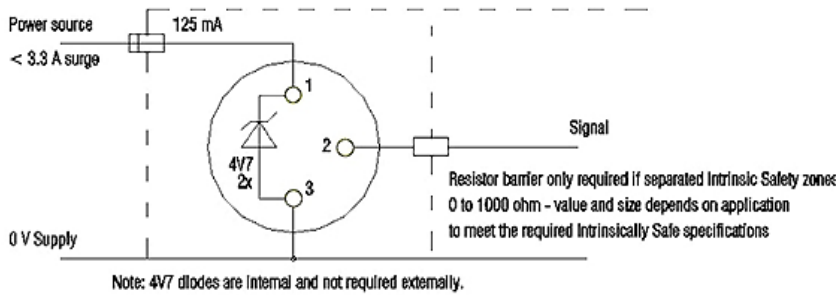 Power source
125 mA
< 3.3 A surge
1
2
Signal
4V7
2x
3
Resistor barrier only required if separated Intrinsic Safety zones
0 to 1000 ohm - value and size depends on application
to meet the required Intrinsically Safe specifications
0 V Supply
Note: 4V7 diodes are internal and not required externally.